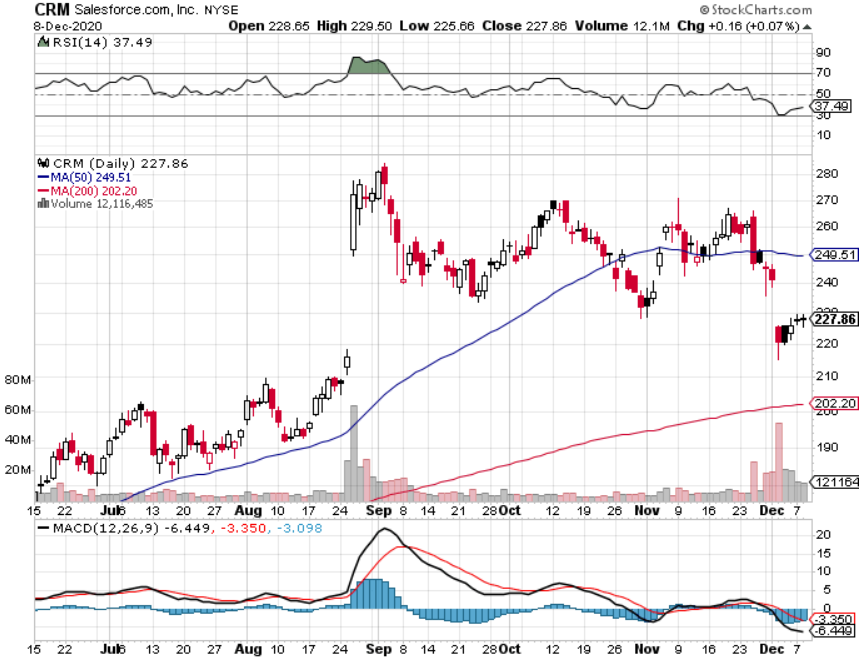 CRM Salesforce.com, Inc. NYSE © StockCharts.com
8-Dec-2020 Open 228.65 High 229.50 Low 225.66 Close 227.86 Volume 12.1M Chg +0.16 (+0.07%)
RSI(14) 37.49
90
70
50
37.49
30
10
CRM (Daily) 227.86
MA(50) 249.51
MA(200) 202.20
Volume 12,116,485
280
270
260
249.51
240
230
227.86
220
210
202.20
200
190
80M
60M
40M
20M
121164
15 22 Jul6 13 20 27 Aug 10 17 24 Sep 8 14 21 28 Oct 12 19 26 Nov 9 16 23 Dec 7
MACD(12,26,9) -6.449, -3.350, -3.098
20
15
10
5
0
-3.350
-6.449
15 22 Jul6 13 20 27 Aug 10 17 24 Sep 8 14 21 28 Oct 12 19 26 Nov 9 16 23 Dec 7